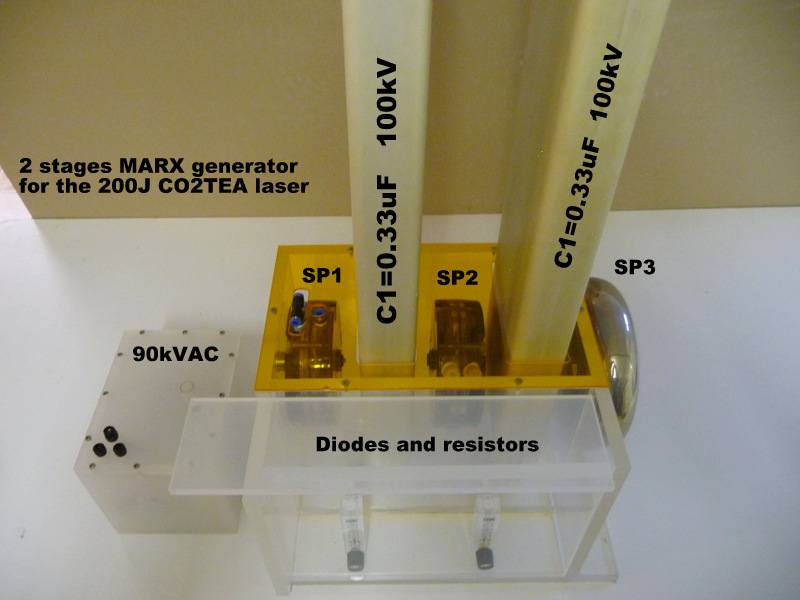 2 stages MARX generator
for the 200J CO2TEA laser
C1=0.33uF 100kV
C1=0.33uF 100kV
SP1
SP2
SP3
90kVAC
Diodes and resistors